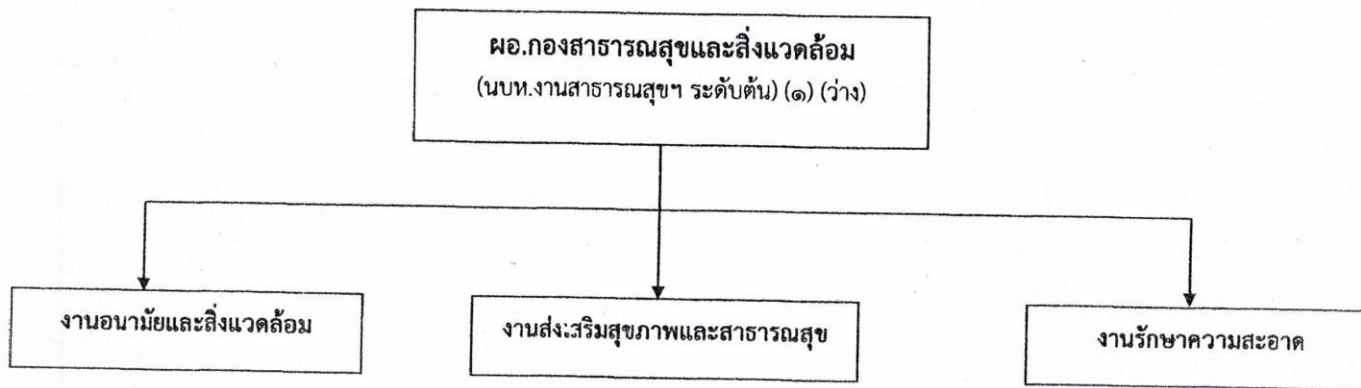 ผอ.กองสาธารณสุขและสิ่งแวดล้อม
(นบห.งานสาธารณสุขฯ ระดับต้น) (๑) (ว่าง)
งานอนามัยและสิ่งแวดล้อม
งานส่งเสริมสุขภาพและสาธารณสุข
งานรักษาความสะอาด